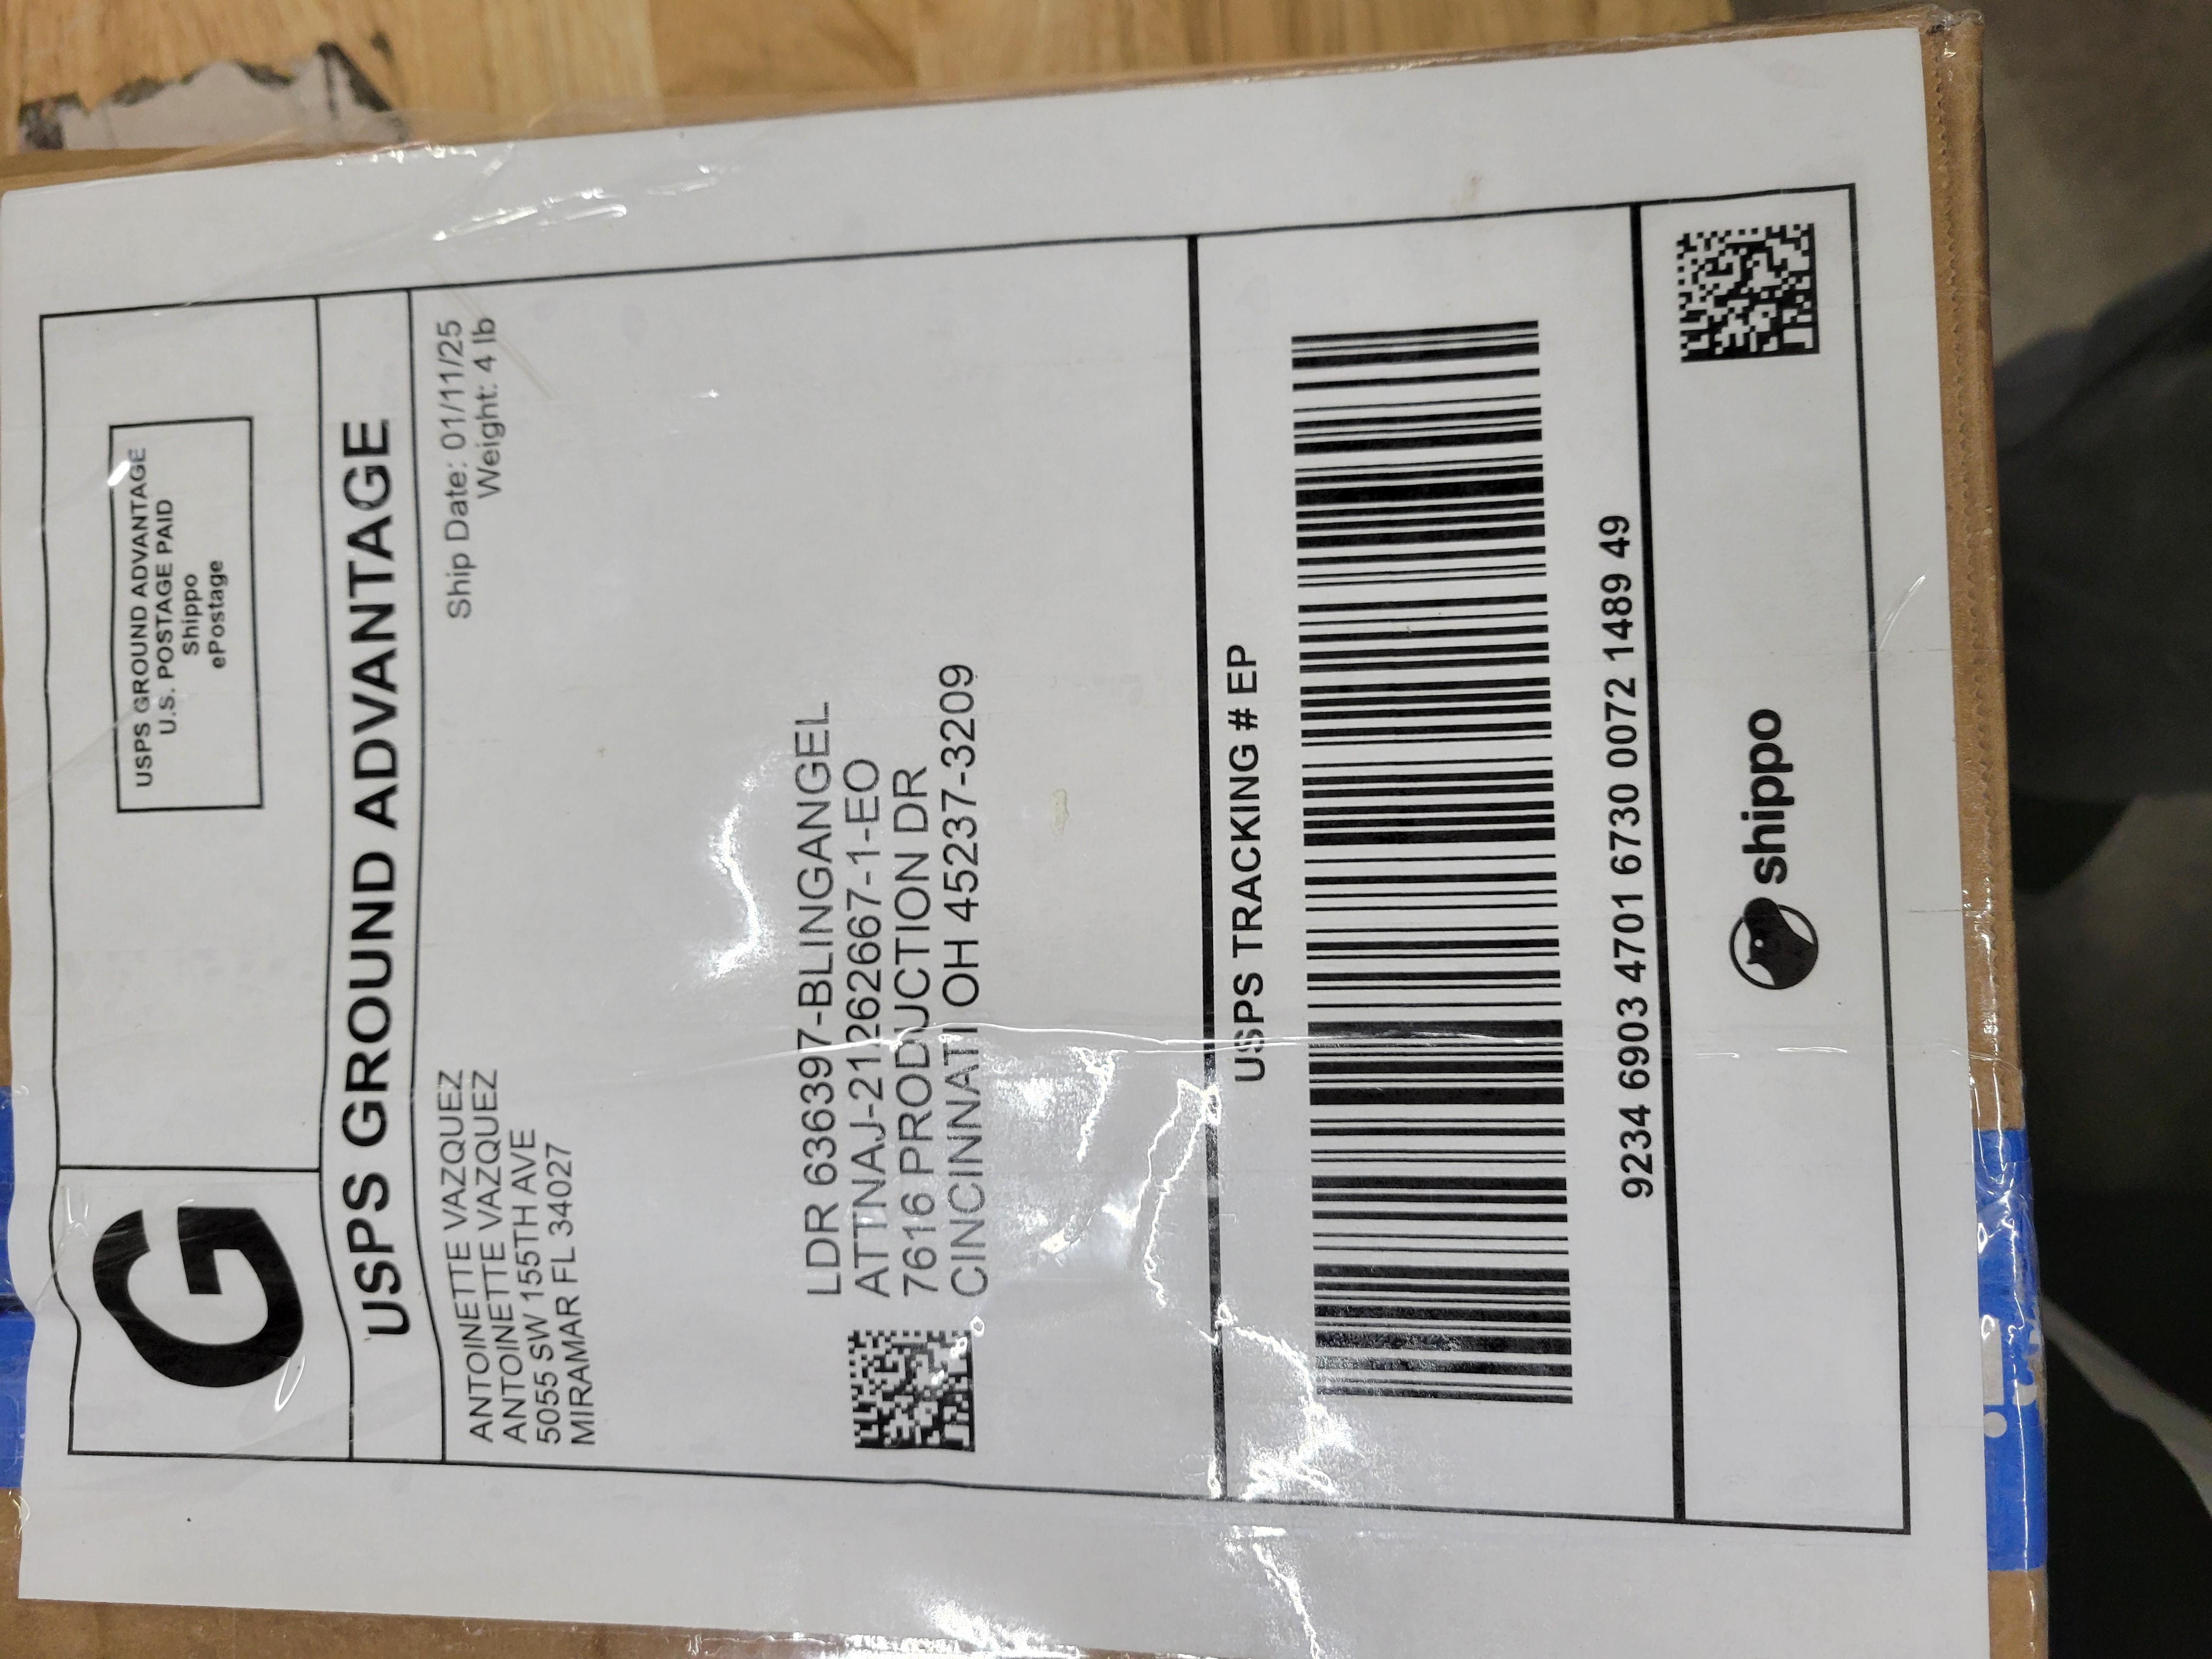 G
USPS GROUND ADVANTAGE
U.S. POSTAGE PAID
Shippo
ePostage
USPS GROUND ADVANTAGE
ANTOINETTE VAZQUEZ
ANTOINETTE VAZQUEZ
5055 SW 155TH AVE
MIRAMAR FL 34027
Ship Date: 01/11/25
Weight: 4 lb
LDR 636397-BLINGANGEL
ATTNAJ-21262667-1-EO
7616 PRODUCTION DR
CINCINNATI OH 45237-3209
USPS TRACKING # EP
9234 6903 4701 6730 0072 1489 49
shippo